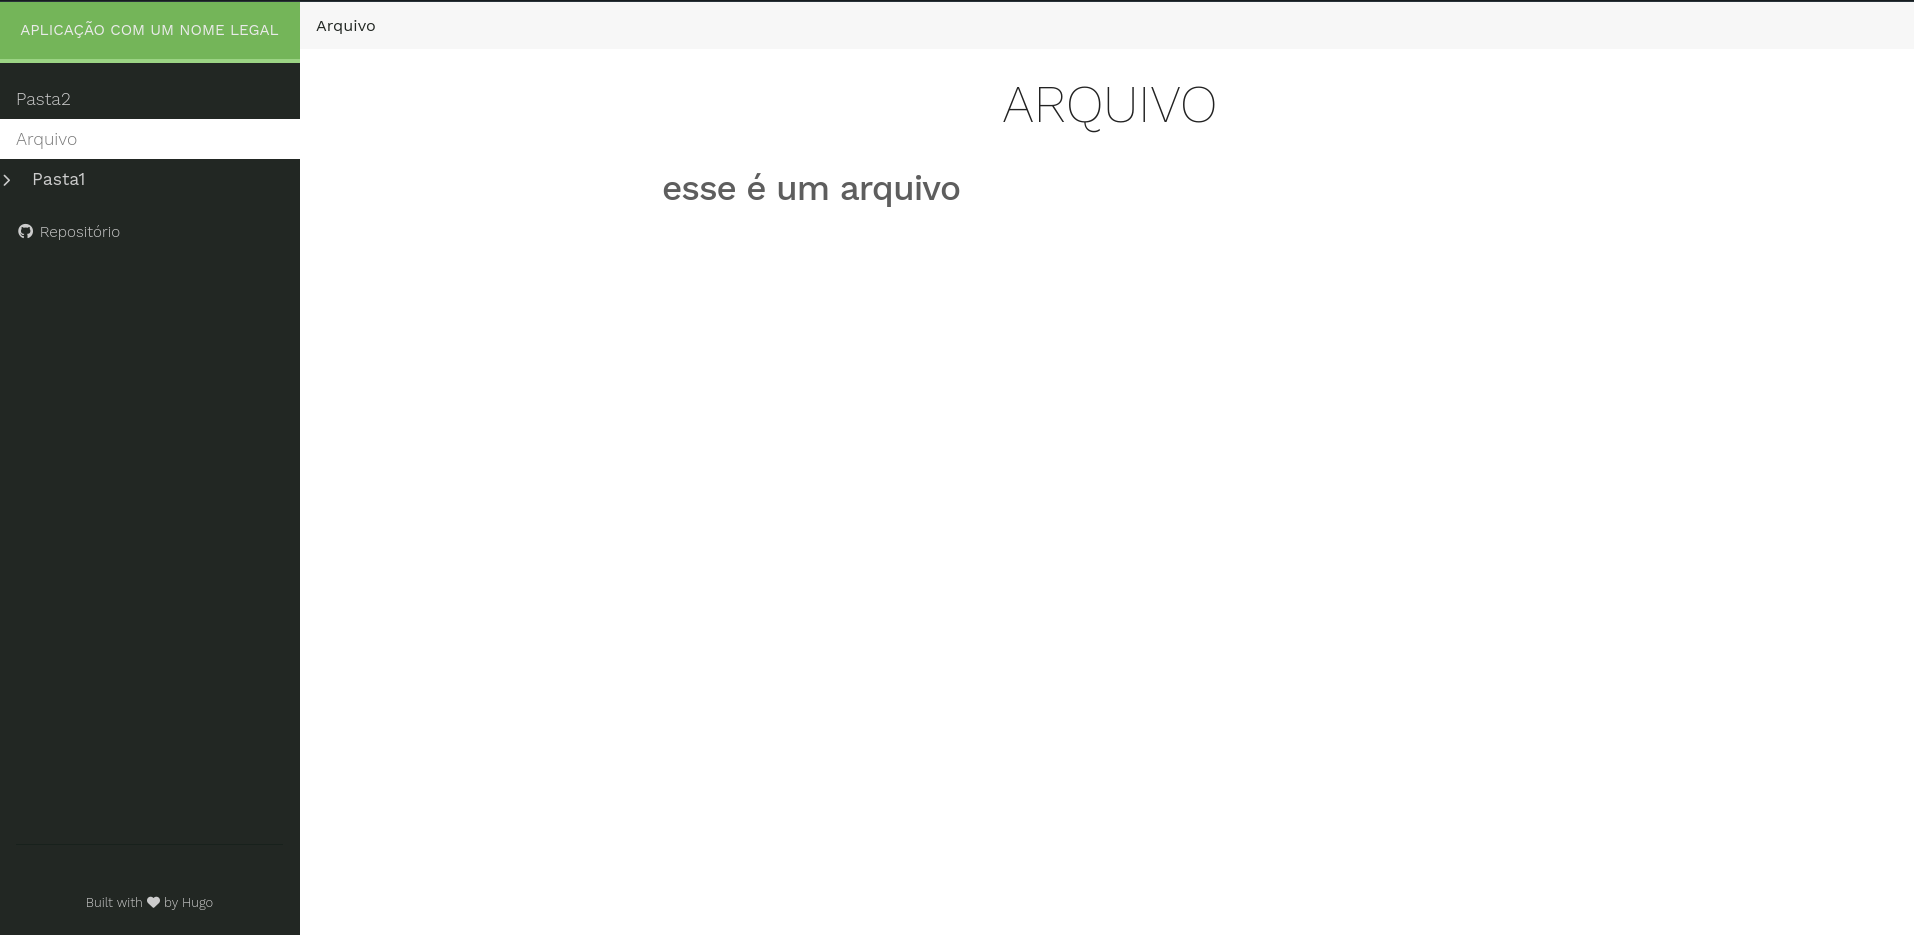 APLICAÇÃO COM UM NOME LEGAL
Pasta2
Arquivo
Pasta1
Repositório
Built with ♥ by Hugo
Arquivo
ARQUIVO
esse é um arquivo